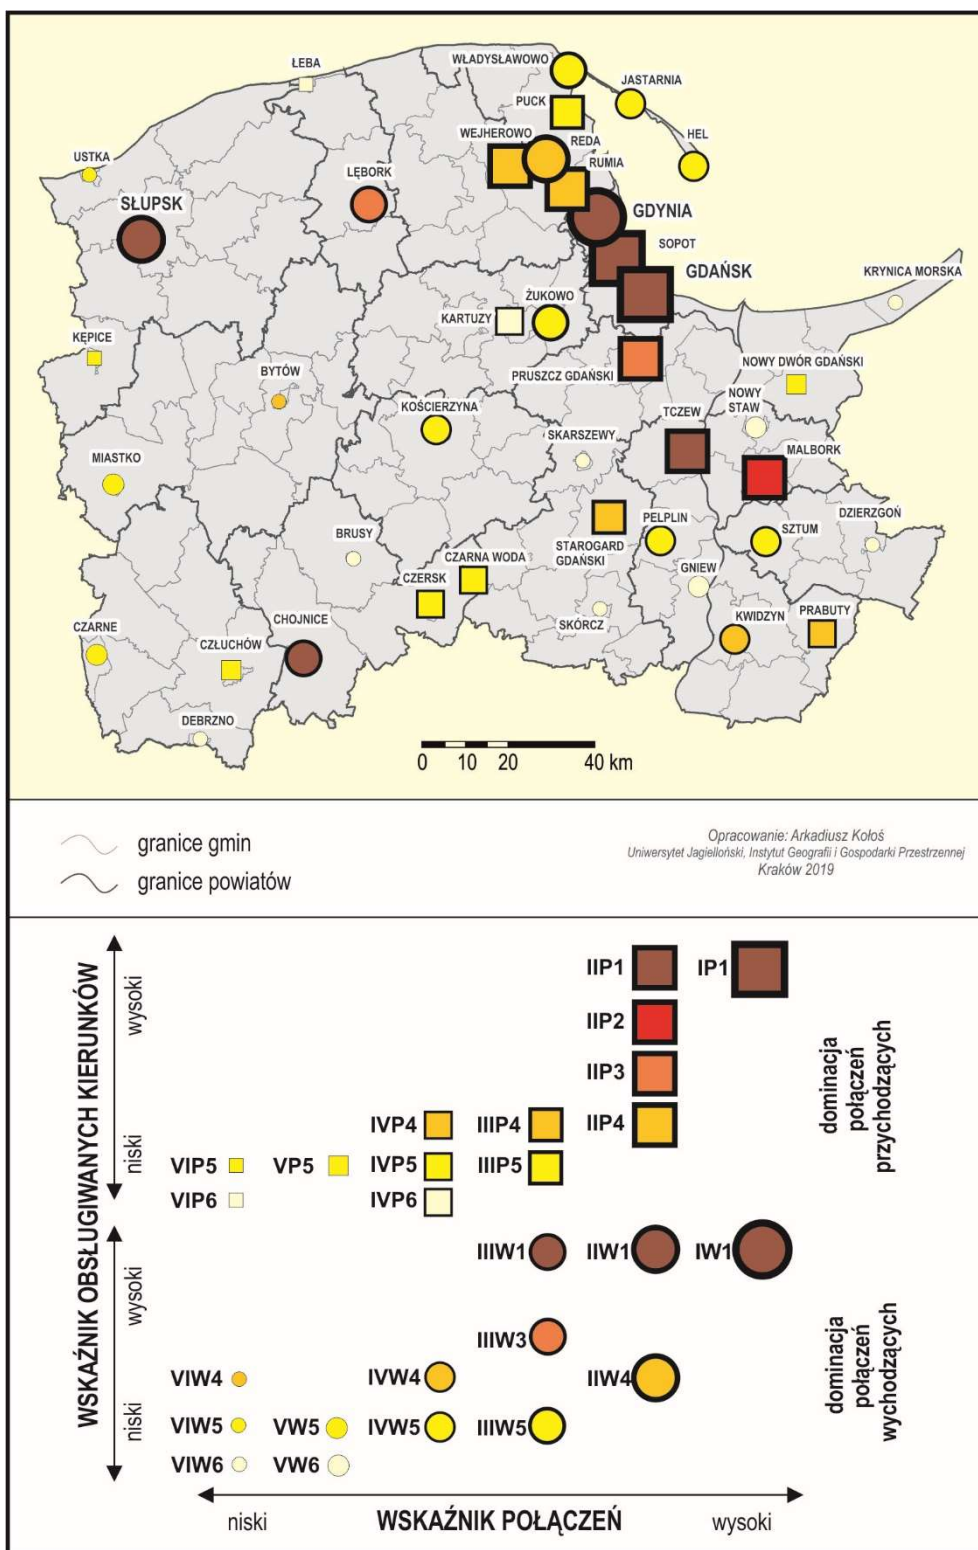 ŁEBA
WŁADYSŁAWOWO
JASTARNIA
PUCK
HEL
WEJHEROWO
REDA
RUMIA
USTKA
LĘBORK
SŁUPSK
GDYNIA
SOPOT
GDAŃSK
KRYNICA MORSKA
KARTUZY
ŻUKOWO
KĘPICE
BYTÓW
PRUSZCZ GDAŃSKI
NOWY DWÓR GDAŃSKI
NOWY
STAW
KOŚCIERZYNA
TCZEW
SKARSZEWY
MALBORK
MIASTKO
DZIERZGOŃ
BRUSY
CZARNA WODA
STAROGARD
GDAŃSKI
PELPLIN
SZTUM
CZERSK
GNIEW
CHOJNICE
SKÓRCZ
KWIDZYN
PRABUTY
CZARNE
CZŁUCHÓW
DEBRZNO
0 10 20 40 km
granice gmin
granice powiatów
Opracowanie: Arkadiusz Kołoś
Uniwersytet Jagielloński, Instytut Geografii i Gospodarki Przestrzennej
Kraków 2019
WSKAŹNIK OBSŁUGIWANYCH KIERUNKÓW
wysoki
niski
wysoki
niski
IIP1
IP1
IIP2
IIP3
IVP4
IIIP4
IIP4
VIP5
VP5
IVP5
IIIP5
VIP6
IVP6
dominacja
połączeń
przychodzących
IIIW1
IIW1
IW1
IIIW3
VIW4
IVW4
IIW4
VIW5
VW5
IVW5
IIIW5
VIW6
VW6
dominacja
połączeń
wychodzących
niski
WSKAŹNIK POŁĄCZEŃ
wysoki